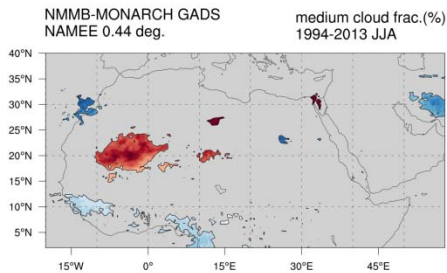 NMMB-MONARCH GADS
NAMEE 0.44 deg.
medium cloud frac.(%)
1994-2013 JJA
40°N
35°N
30°N
25°N
20°N
15°N
10°N
5°N
15°W
0°
15°E
30°E
45°E